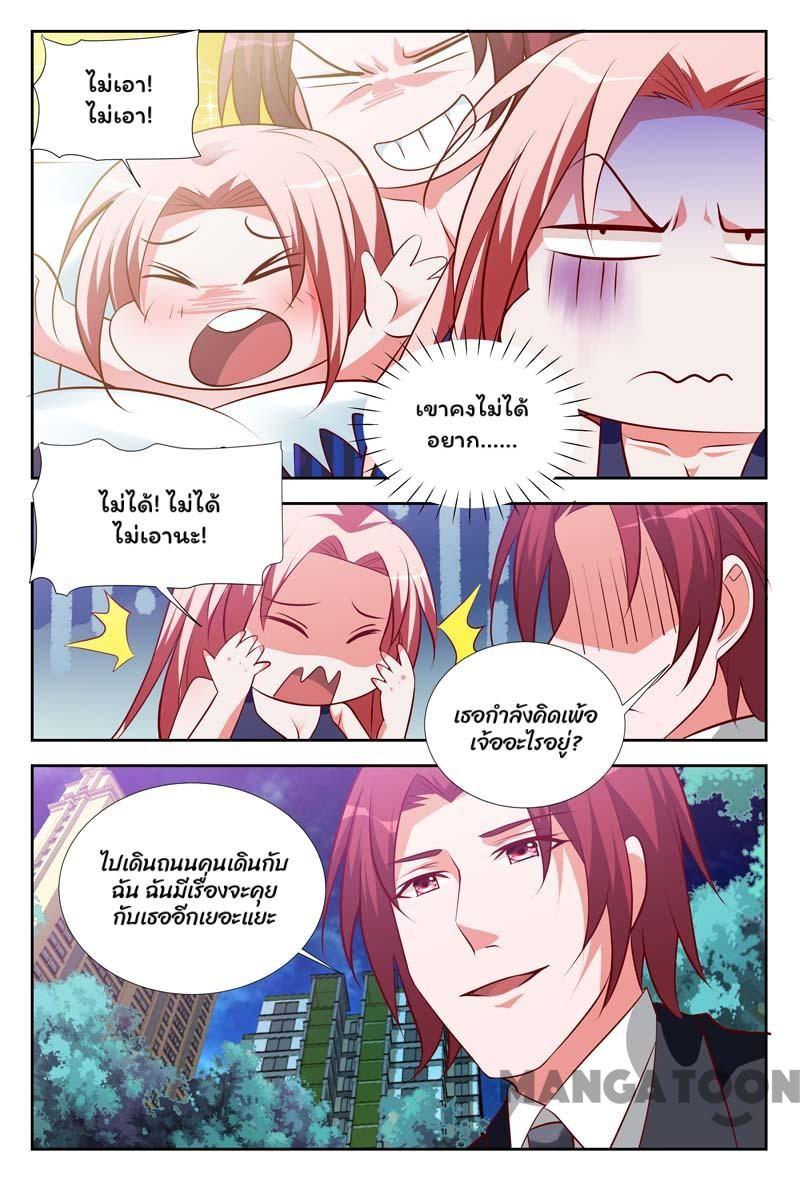 ไม่เอา!
ไม่เอา!
เขาคงไม่ได้
อยาก......
ไม่ได้! ไม่ได้
ไม่เอานะ!
เธอกำลังคิดเพ้อ
เจ้ออะไรอยู่?
ไปเดินถนนคนเดินกับ
ฉัน ฉันมีเรื่องจะคุย
กับเธออีกเยอะแยะ
MANGATOON